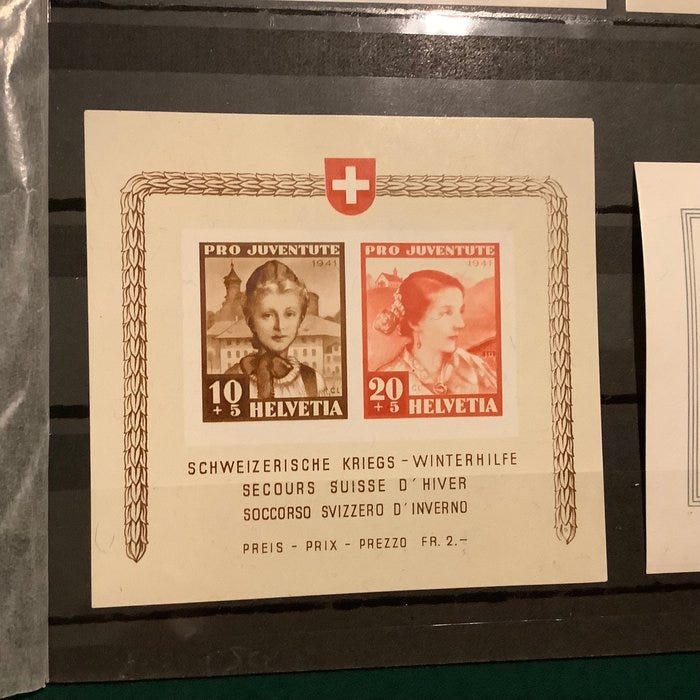 PRO JUVENTUTE
1941
10
+ 5 HELVETIA
PRO JUVENTUTE
1941
20
+ 5 HELVETIA
SCHWEIZERISCHE KRIEGS - WINTERHILFE
SECOURS SUISSE D'HIVER
SOCCORSO SVIZZERO D'INVERNO
PREIS - PRIX - PREZZO FR. 2.-